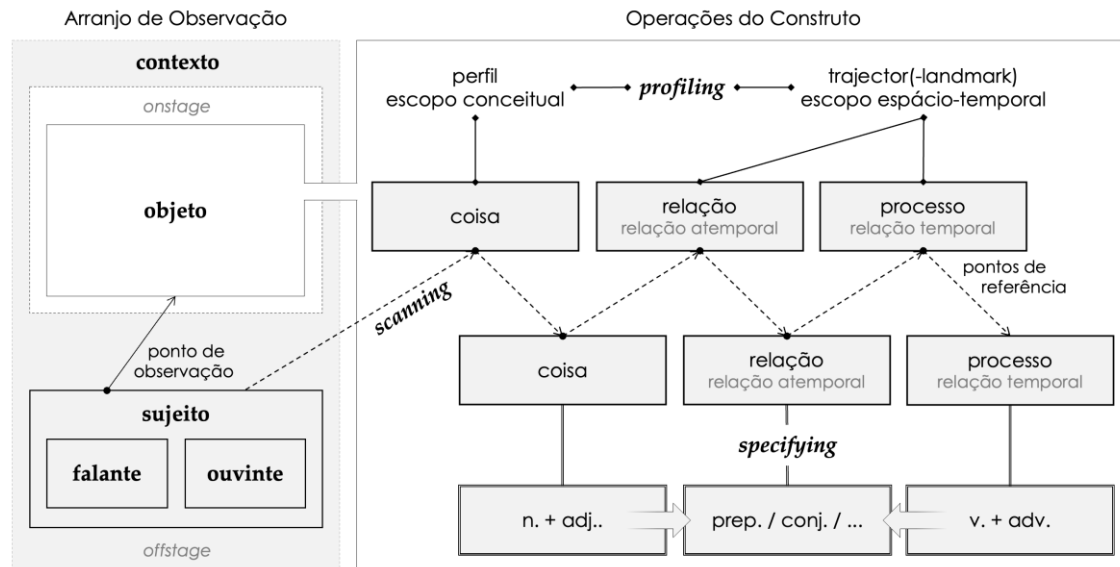 Arranjo de Observação
Operações do Construto
contexto
onstage
objeto
ponto de
observação
sujeito
falante
ouvinte
offstage
perfil
escopo conceitual
profiling
trajector(-landmark)
escopo espácio-temporal
coisa
relação
relação atemporal
processo
relação temporal
scanning
pontos de
referência
coisa
relação
relação atemporal
processo
relação temporal
specifying
n. + adj..
prep. / conj. / ...
v. + adv.